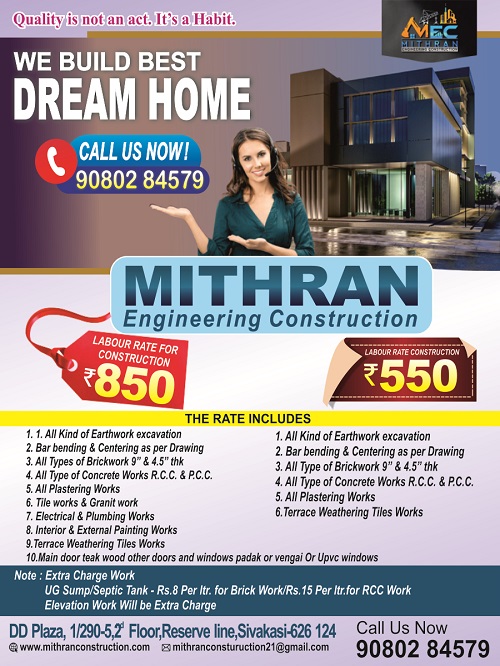 Quality is not an act. It's a Habit.
MEC
MITHRAN
ENGINEERING CONSTRUCTION
WE BUILD BEST
DREAM HOME
CALL US NOW!
90802 84579
MITHRAN
Engineering Construction
LABOUR RATE FOR
CONSTRUCTION
₹850
LABOUR RATE CONSTRUCTION
₹550
THE RATE INCLUDES
1. 1. All Kind of Earthwork excavation
2. Bar bending & Centering as per Drawing
3. All Types of Brickwork 9” & 4.5” thk
4. All Type of Concrete Works R.C.C. & P.C.C.
5. All Plastering Works
6. Tile works & Granit work
7. Electrical & Plumbing Works
8. Interior & External Painting Works
9.Terrace Weathering Tiles Works
10.Main door teak wood other doors and windows padak or vengai Or Upvc windows
1. All Kind of Earthwork excavation
2. Bar bending & Centering as per Drawing
3. All Types of Brickwork 9” & 4.5” thk
4. All Type of Concrete Works R.C.C. & P.C.C.
5. All Plastering Works
6.Terrace Weathering Tiles Works
Note : Extra Charge Work
UG Sump/Septic Tank - Rs.8 Per ltr. for Brick Work/Rs.15 Per ltr.for RCC Work
Elevation Work Will be Extra Charge
DD Plaza, 1/290-5,2d Floor,Reserve line,Sivakasi-626 124
www.mithranconstruction.com
mithranconsturuction21@gmail.com
Call Us Now
90802 84579